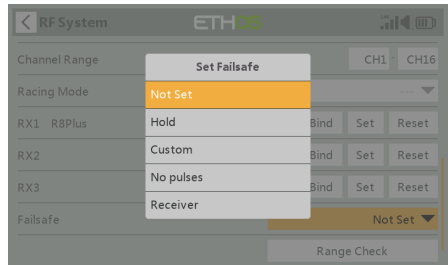 RF System ETHOS
Set Failsafe
Channel Range CH1 - CH16
Not Set
Racing Mode ---
Hold
RX1 R8Plus Bind Set Reset
Custom
RX2 Bind Set Reset
No pulses
RX3 Bind Set Reset
Receiver
Failsafe Not Set
Range Check